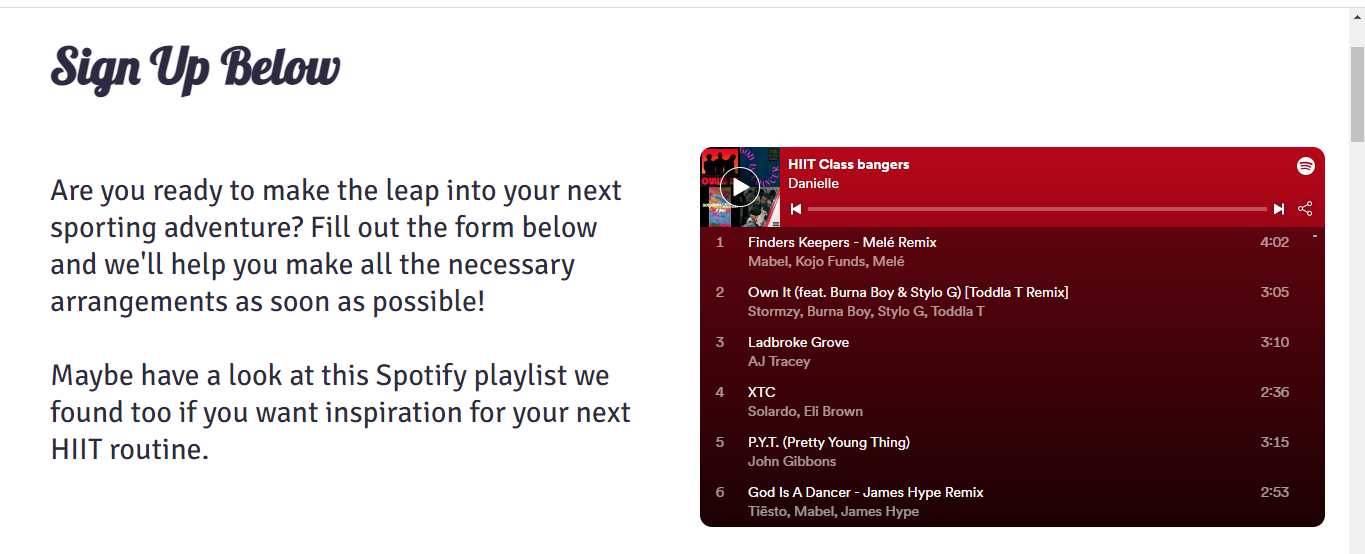 Sign Up Below
Are you ready to make the leap into your next
sporting adventure? Fill out the form below
and we'll help you make all the necessary
arrangements as soon as possible!
Maybe have a look at this Spotify playlist we
found too if you want inspiration for your next
HIIT routine.
HIIT Class bangers
Danielle
1 Finders Keepers - Melé Remix 4:02
Mabel, Kojo Funds, Melé
2 Own It (feat. Burna Boy & Stylo G) [Toddla T Remix] 3:05
Stormzy, Burna Boy, Stylo G, Toddla T
3 Ladbroke Grove 3:10
AJ Tracey
4 XTC 2:36
Solardo, Eli Brown
5 P.Y.T. (Pretty Young Thing) 3:15
John Gibbons
6 God Is A Dancer - James Hype Remix 2:53
Tiësto, Mabel, James Hype